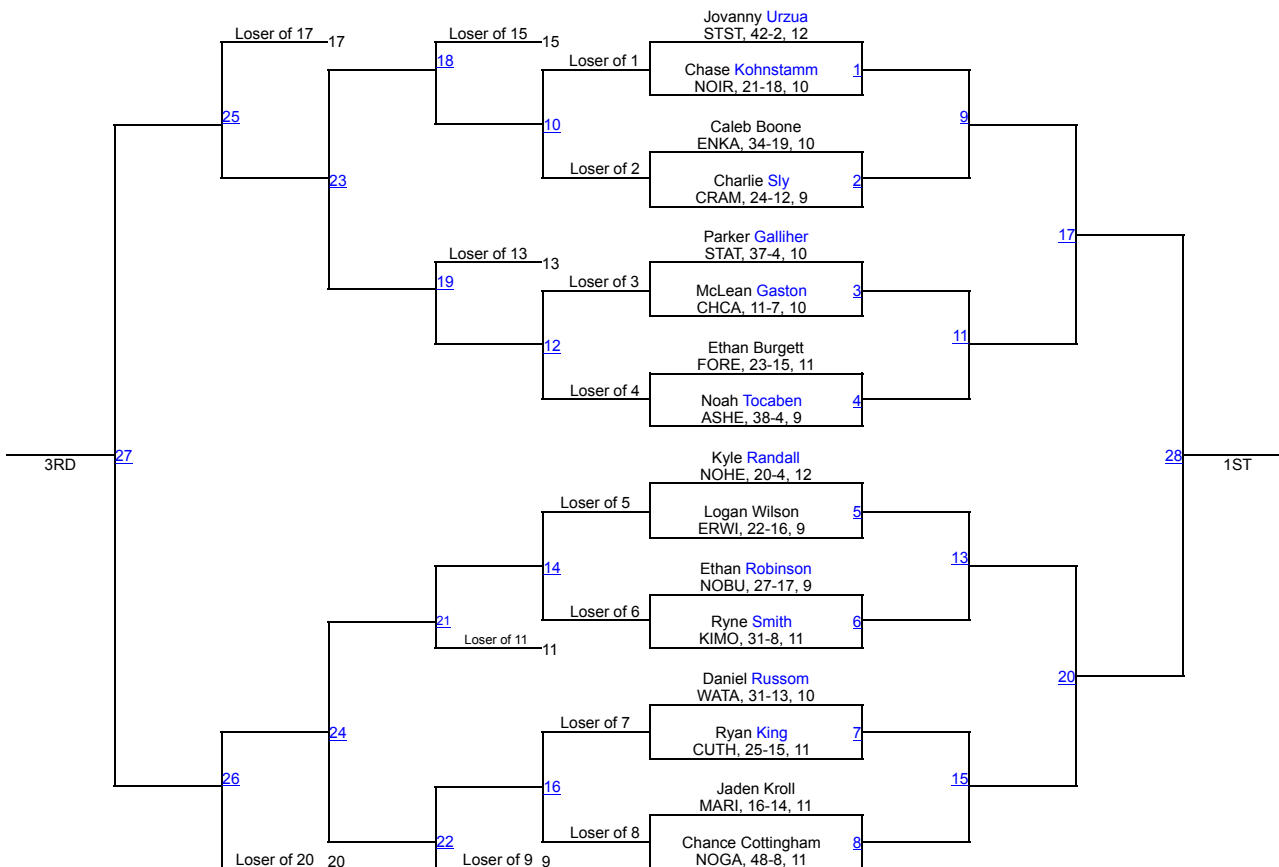 Jovanny Urzua
STST, 42-2, 12
Loser of 17
17
Loser of 15
15
18
Loser of 1
Chase Kohnstamm
NOIR, 21-18, 10
1
25
10
9
Caleb Boone
ENKA, 34-19, 10
Loser of 2
23
Charlie Sly
CRAM, 24-12, 9
2
Parker Galliher
STAT, 37-4, 10
17
Loser of 13
13
19
Loser of 3
McLean Gaston
CHCA, 11-7, 10
3
12
11
Ethan Burgett
FORE, 23-15, 11
Loser of 4
Noah Tocaben
ASHE, 38-4, 9
4
3RD
27
Kyle Randall
NOHE, 20-4, 12
28
1ST
Loser of 5
Logan Wilson
ERWI, 22-16, 9
5
14
13
Ethan Robinson
NOBU, 27-17, 9
Loser of 6
21
Ryne Smith
KIMO, 31-8, 11
6
Loser of 11
11
Daniel Russom
WATA, 31-13, 10
20
Loser of 7
24
Ryan King
CUTH, 25-15, 11
7
26
16
15
Jaden Kroll
MARI, 16-14, 11
Loser of 8
22
Chance Cottingham
NOGA, 48-8, 11
8
Loser of 20
20
Loser of 9
9